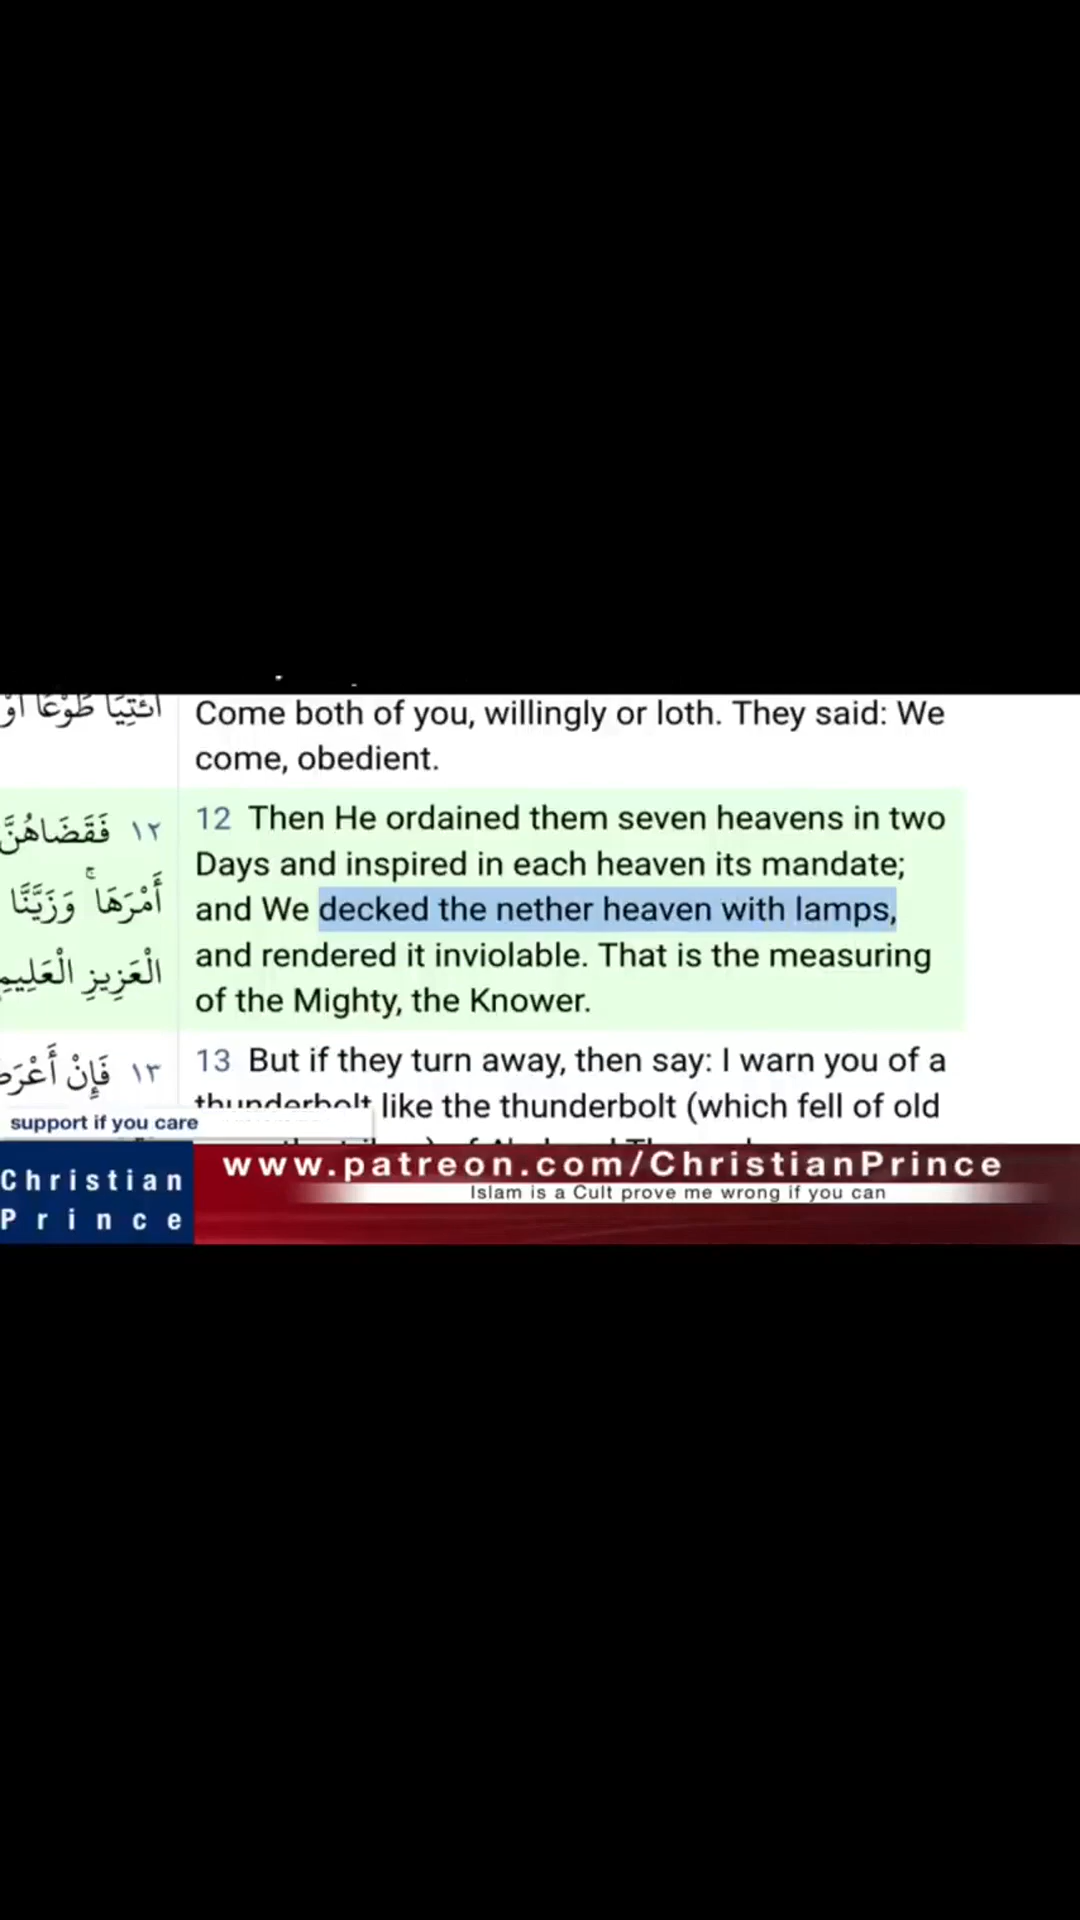 ائْتِيَا طَوْعًا أَوْ
Come both of you, willingly or loth. They said: We
come, obedient.
١٢ فَقَضَاهُنَّ
أَمْرَهَا ۚ وَزَيَّنَّا
الْعَزِيزِ الْعَلِيمِ
12 Then He ordained them seven heavens in two
Days and inspired in each heaven its mandate;
and We decked the nether heaven with lamps,
and rendered it inviolable. That is the measuring
of the Mighty, the Knower.
١٣ فَإِنْ
13 But if they turn away, then say: I warn you of a
thunderbolt like the thunderbolt (which fell of old
support if you care
Christian
Prince
www.patreon.com/ChristianPrince
Islam is a Cult prove me wrong if you can